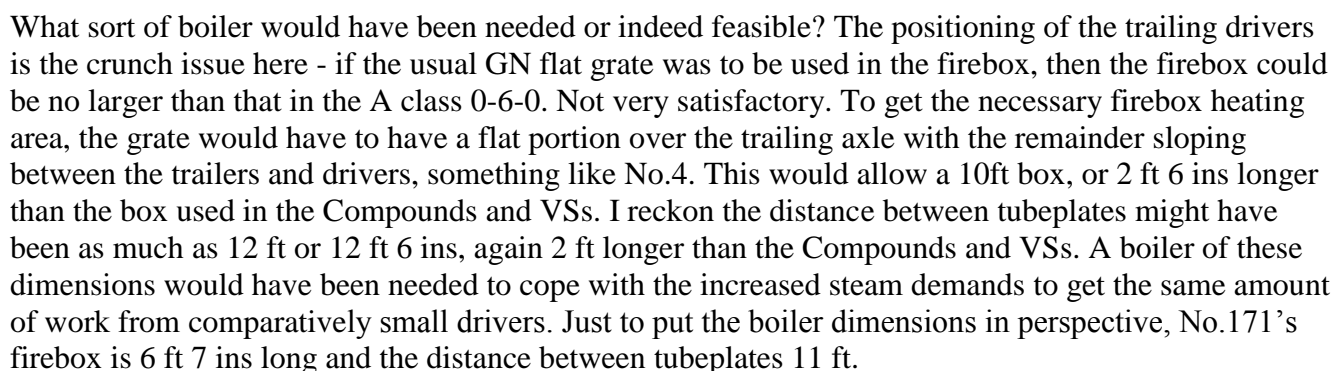 What sort of boiler would have been needed or indeed feasible? The positioning of the trailing drivers
is the crunch issue here - if the usual GN flat grate was to be used in the firebox, then the firebox could
be no larger than that in the A class 0-6-0. Not very satisfactory. To get the necessary firebox heating
area, the grate would have to have a flat portion over the trailing axle with the remainder sloping
between the trailers and drivers, something like No.4. This would allow a 10ft box, or 2 ft 6 ins longer
than the box used in the Compounds and VSs. I reckon the distance between tubeplates might have
been as much as 12 ft or 12 ft 6 ins, again 2 ft longer than the Compounds and VSs. A boiler of these
dimensions would have been needed to cope with the increased steam demands to get the same amount
of work from comparatively small drivers. Just to put the boiler dimensions in perspective, No.171’s
firebox is 6 ft 7 ins long and the distance between tubeplates 11 ft.